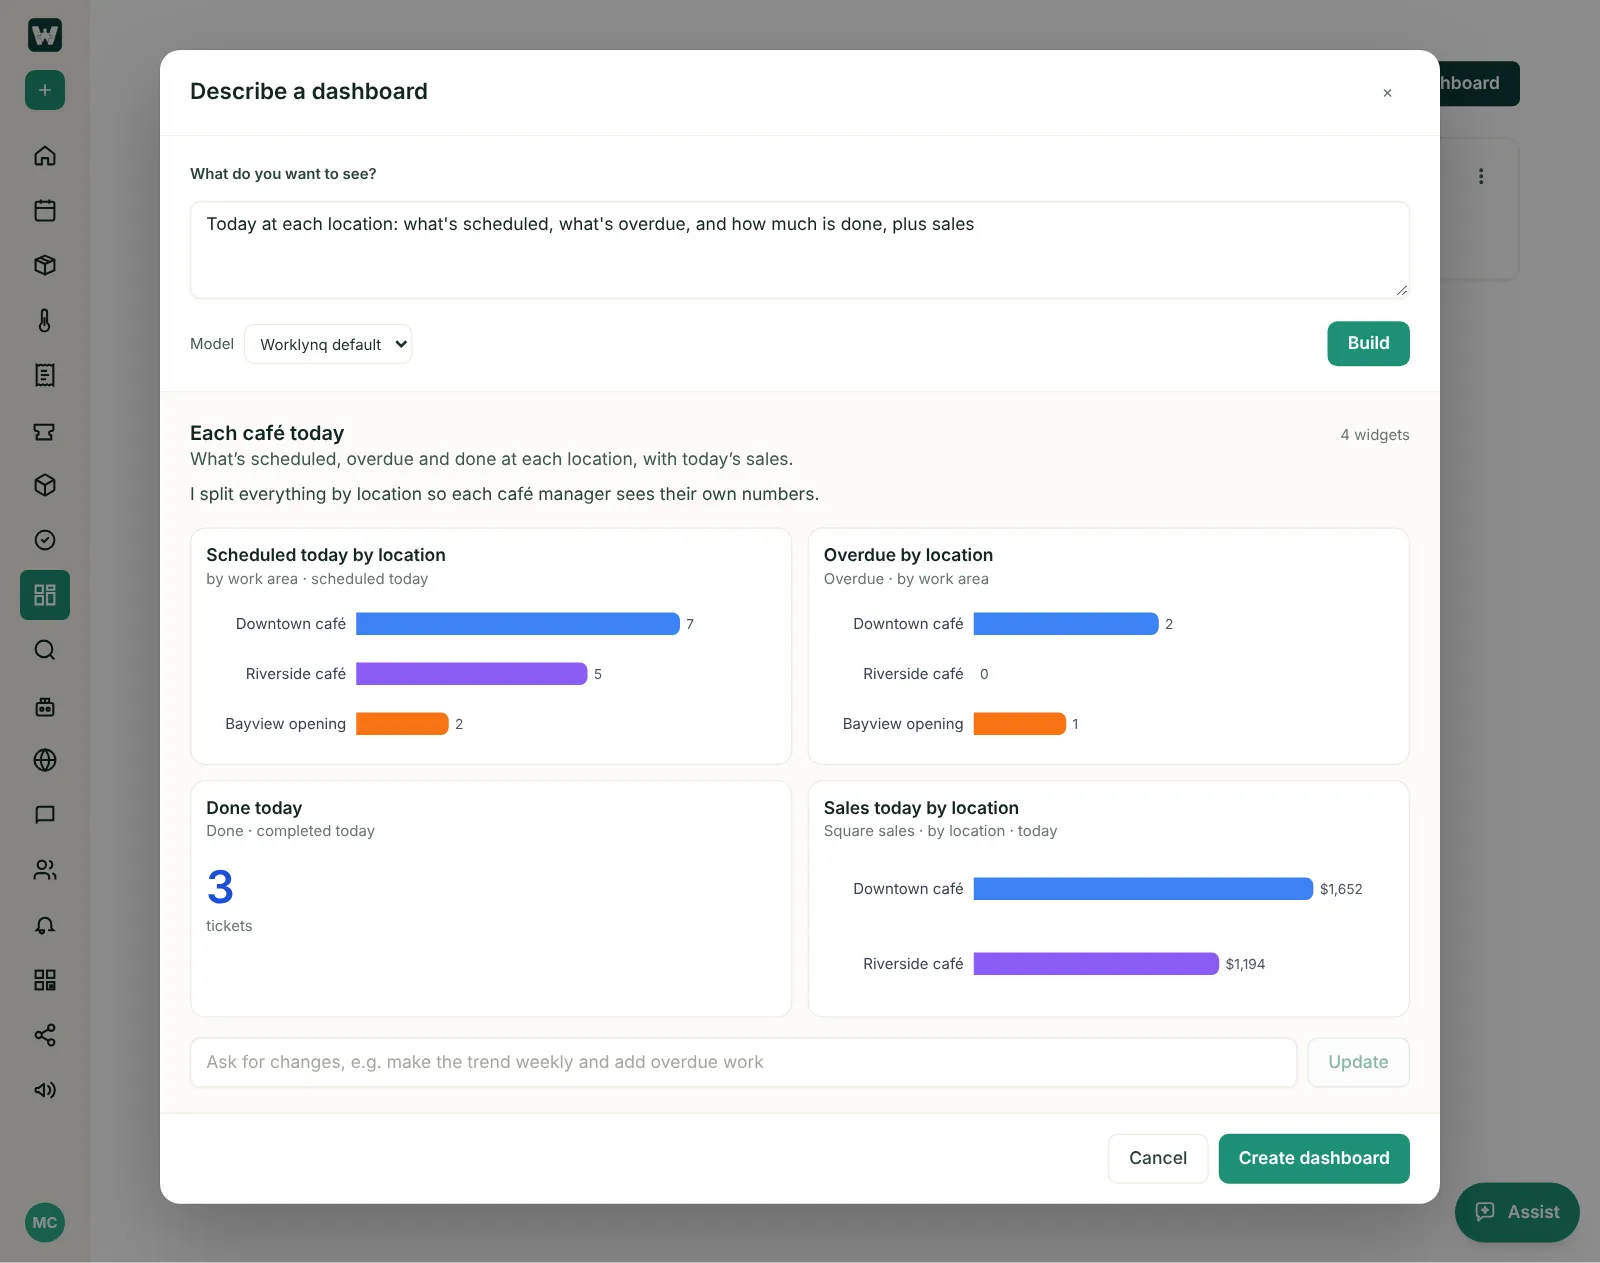 W
+
Describe a dashboard
×
hboard
What do you want to see?
Today at each location: what's scheduled, what's overdue, and how much is done, plus sales
Model
Worklynq default
Build
Each café today
4 widgets
What's scheduled, overdue and done at each location, with today's sales.
I split everything by location so each café manager sees their own numbers.
Scheduled today by location
by work area · scheduled today
Downtown café 7
Riverside café 5
Bayview opening 2
Overdue by location
Overdue · by work area
Downtown café 2
Riverside café 0
Bayview opening 1
Done today
Done · completed today
3
tickets
Sales today by location
Square sales · by location · today
Downtown café $1,652
Riverside café $1,194
Ask for changes, e.g. make the trend weekly and add overdue work
Update
Cancel
Create dashboard
MC
Assist